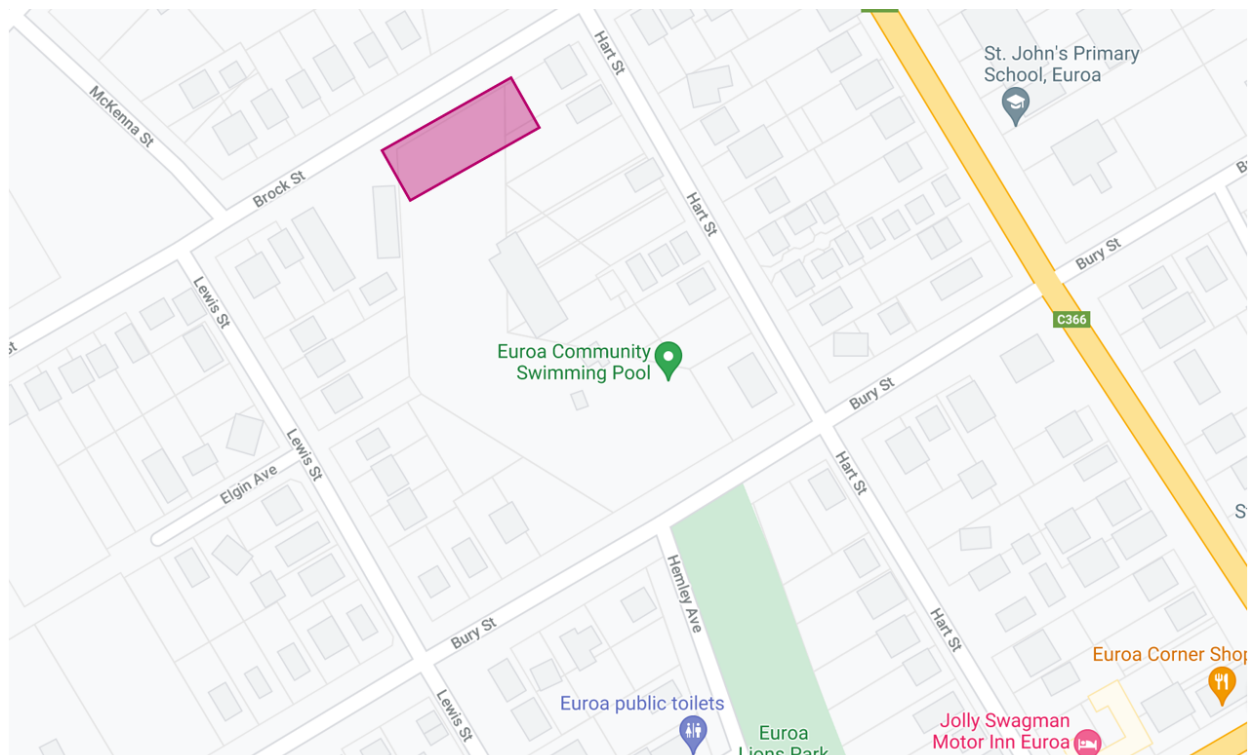 Hart St
St. John's Primary
School, Euroa
McKenna St
Brock St
Hart St
Bury St
Lewis St
C366
Euroa Community
Swimming Pool
Bury St
Lewis St
Hart St
Elgin Ave
Hemley Ave
Bury St
Hart St
Euroa Corner Shop
Lewis St
Euroa public toilets
Jolly Swagman
Motor Inn Euroa
Euroa
Lions Park